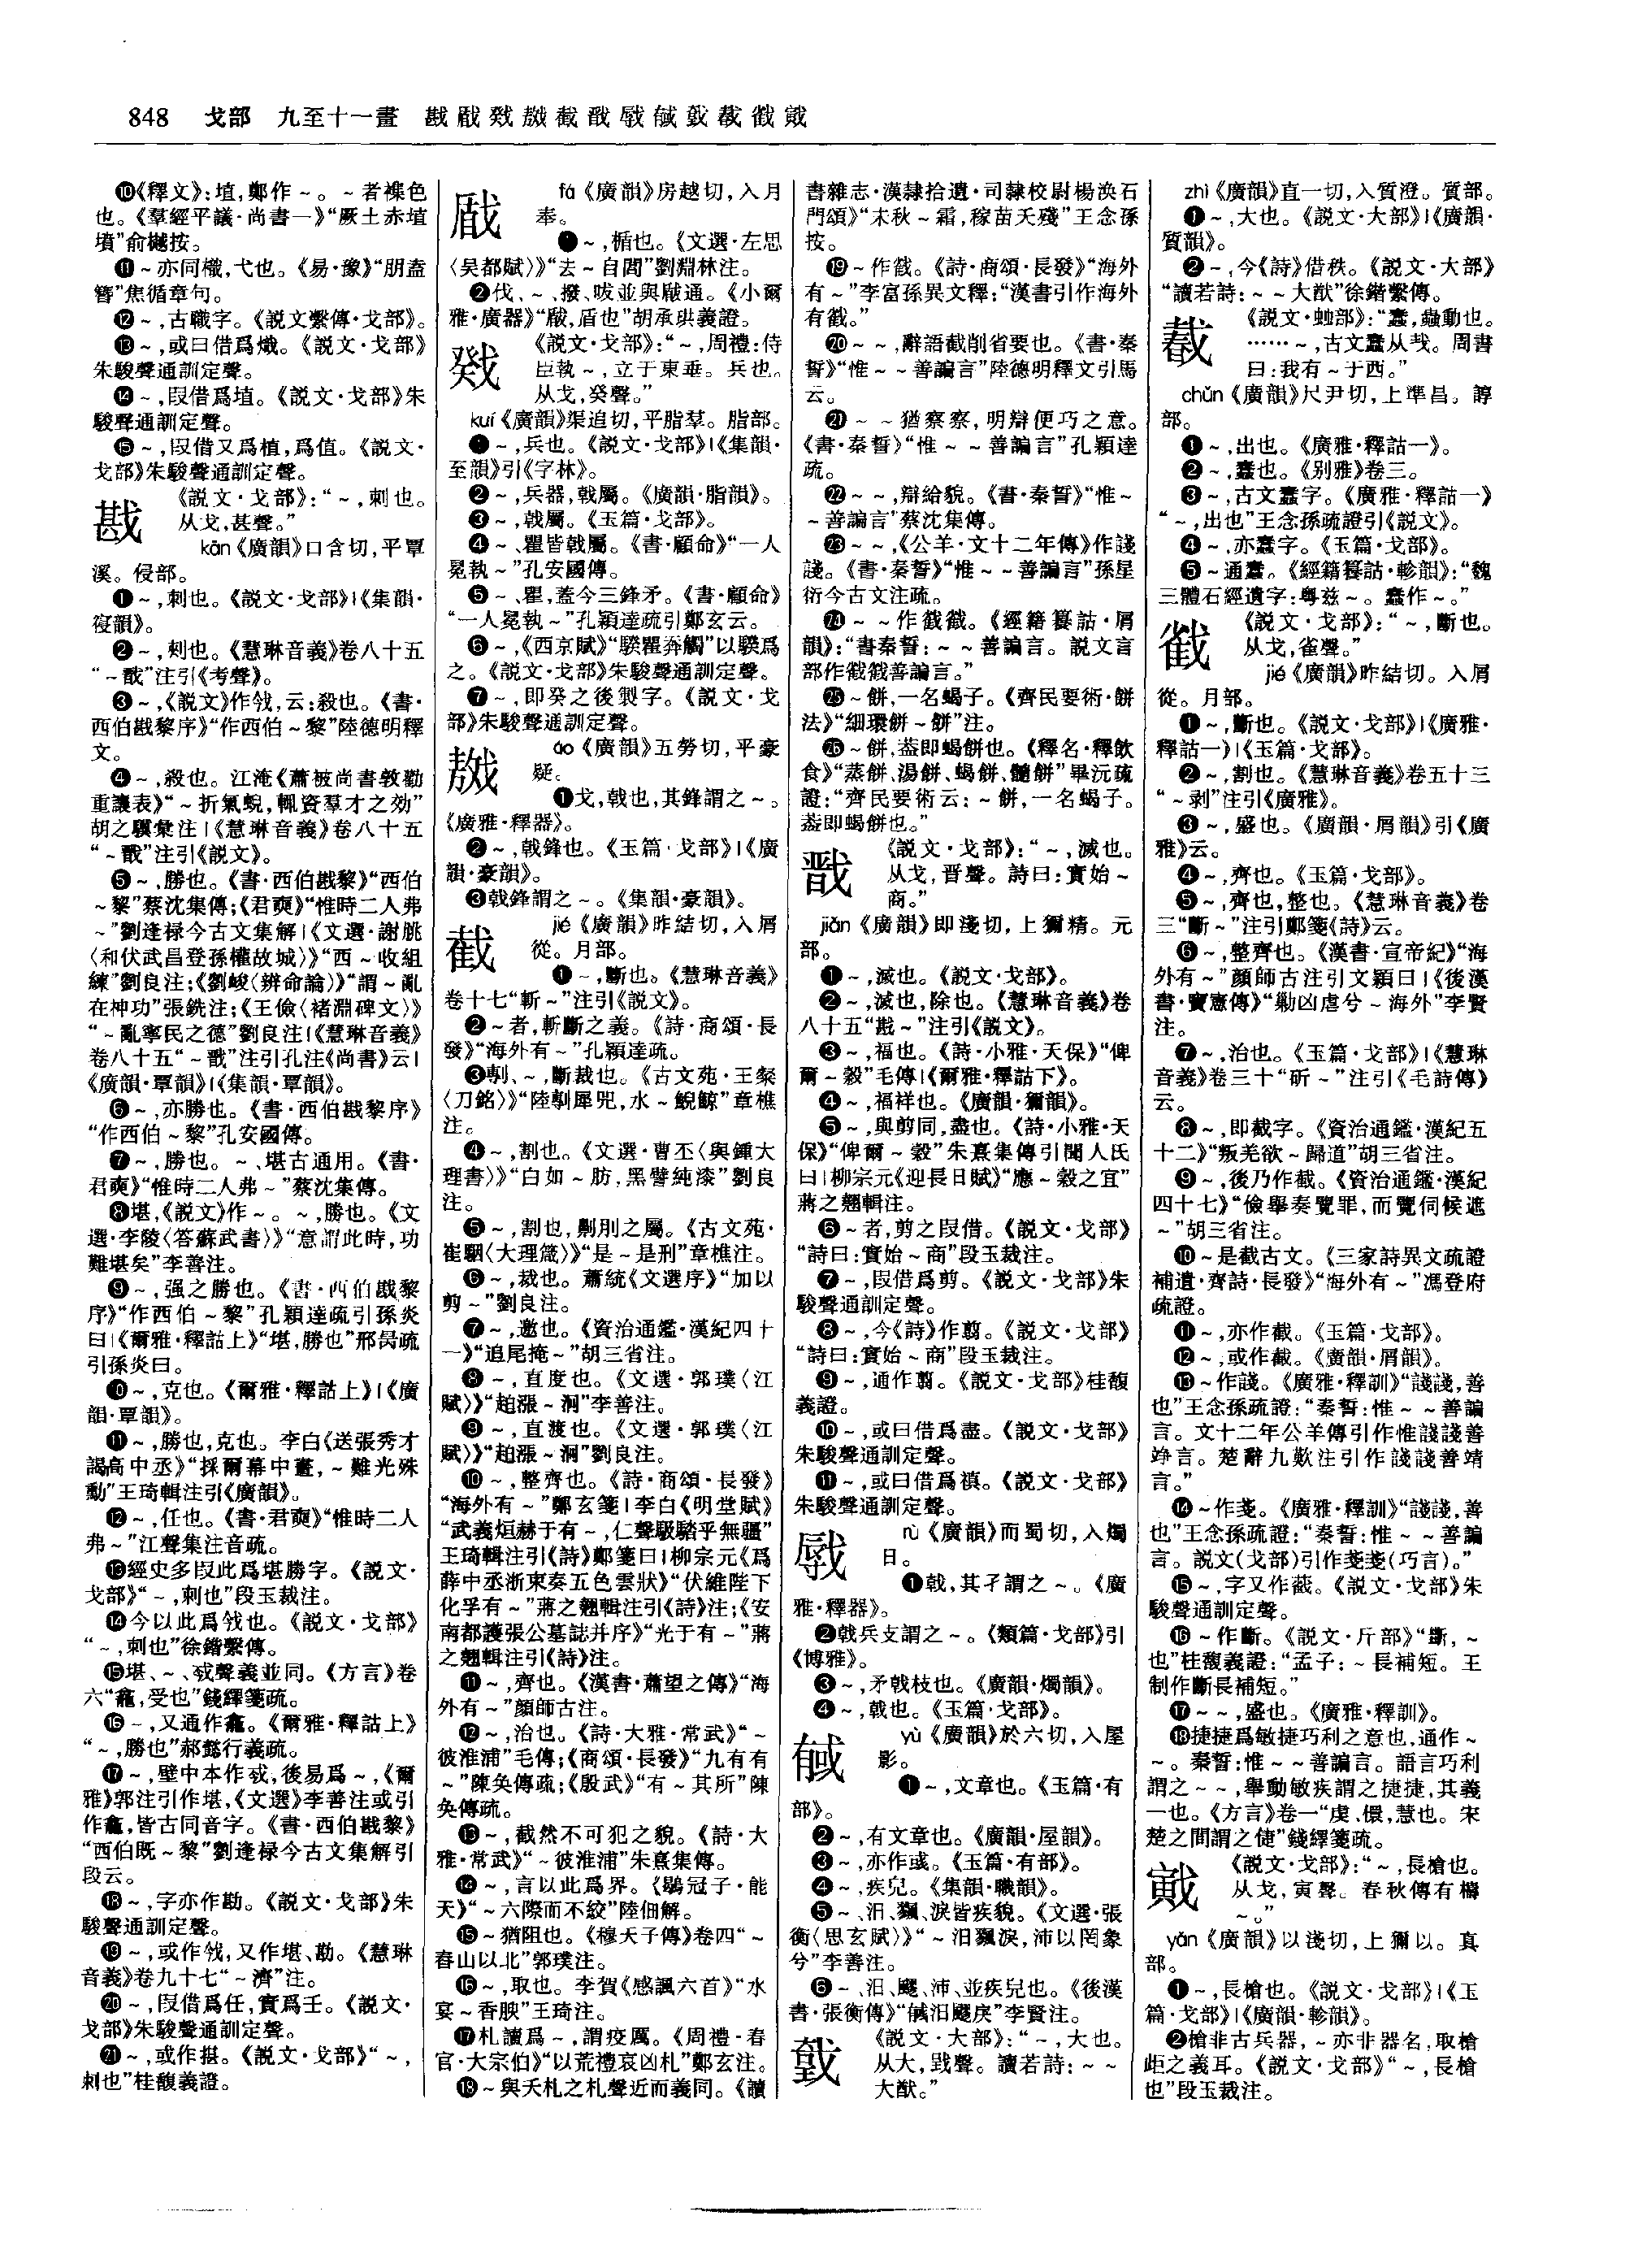 848 戈部 九至十一畫 戡戙戣㪣截戩㦺戫戜𢧵㦢戭
❿《釋文》:埴,鄭作~。~者襍色
也。《羣經平議·尚書一》“厥土赤埴
墳”俞樾按。
⓫~亦同樴,弋也。《易·豫》“朋盍
簪”焦循章句。
⓬~,古職字。《説文繫傳·戈部》。
⓭~,或曰借爲熾。《説文·戈部》
朱駿聲通訓定聲。
⓮~,叚借爲埴。《説文·戈部》朱
駿聲通訓定聲。
⓯~,叚借又爲植,爲值。《説文·
戈部》朱駿聲通訓定聲。
戡
《説文·戈部》:“~,刺也。
从戈,甚聲。”
kān《廣韻》口含切,平覃
溪。侵部。
❶~,刺也。《説文·戈部》|《集韻·
寑韻》。
❷~,刾也。《慧琳音義》卷八十五
“~戬”注引《考聲》。
❸~,《説文》作𢦟,云:殺也。《書·
西伯戡黎序》“作西伯~黎”陸德明釋
文。
❹~,殺也。江淹《蕭被尚書敦勸
重讓表》“~折氣蜺,輒資羣才之効”
胡之驥彙注|《慧琳音義》卷八十五
“~戬”注引《説文》。
❺~,勝也。《書·西伯戡黎》“西伯
~黎”蔡沈集傳;《君奭》“惟時二人弗
~”劉逢禄今古文集解|《文選·謝朓
〈和伏武昌登孫權故城〉》“西~收組
練”劉良注;《劉峻〈辨命論〉》“謂~亂
在神功”張銑注;《王儉〈褚淵碑文〉》
“~亂寧民之德”劉良注|《慧琳音義》
卷八十五“~戬”注引孔注《尚書》云|
《廣韻·覃韻》|《集韻·覃韻》。
❻~,亦勝也。《書·西伯戡黎序》
“作西伯~黎”孔安國傳。
❼~,勝也。~、堪古通用。《書·
君奭》“惟時二人弗~”蔡沈集傳。
❽堪,《説文》作~。~,勝也。《文
選·李陵〈答蘇武書〉》“意謂此時,功
難堪矣”李善注。
❾~,强之勝也。《書·西伯戡黎
序》“作西伯~黎”孔穎達疏引孫炎
曰|《爾雅·釋詁上》“堪,勝也”邢昺疏
引孫炎曰。
❿~,克也。《爾雅·釋詁上》|《廣
韻·覃韻》。
⓫~,勝也,克也。李白《送張秀才
謁高中丞》“採爾幕中畫,~難光殊
動”王琦輯注引《廣韻》。
⓬~,任也。《書·君奭》“惟時二人
弗~”江聲集注音疏。
⓭經史多叚此爲堪勝字。《説文·
戈部》“~,刺也”段玉裁注。
⓮今以此爲𢦟也。《説文·戈部》
“~,刺也”徐鍇繫傳。
⓯堪、~、𢦟聲義並同。《方言》卷
六“龕,受也”錢繹箋疏。
⓰~,又通作龕。《爾雅·釋詁上》
“~,勝也”郝懿行義疏。
⓱~,壁中本作𢦟,後易爲~,《爾
雅》郭注引作堪,《文選》李善注或引
作龕,皆古同音字。《書·西伯戡黎》
“西伯既~黎”劉逢禄今古文集解引
段云。
⓲~,字亦作勘。《説文·戈部》朱
駿聲通訓定聲。
⓳~,或作𢦟,又作堪、勘。《慧琳
音義》卷九十七“~濟”注。
⓴~,叚借爲任,實爲壬。《説文·
戈部》朱駿聲通訓定聲。
㉑~,或作揕。《説文·戈部》“~,
刺也”桂馥義證。
fá《廣韻》房越切,入月
奉。
❶~,楯也。《文選·左思
〈吴都賦〉》“去~自閭”劉淵林注。
❷伐、~、撥、瞂並與𢨋通。《小爾
雅·廣器》“𢨋,盾也”胡承珙義證。
戣
《説文·戈部》:“~,周禮:侍
臣執~,立于東垂。兵也。
从戈,癸聲。”
kuí《廣韻》渠追切,平脂羣。脂部。
❶~,兵也。《説文·戈部》|《集韻·
至韻》引《字林》。
❷~,兵器,戟屬。《廣韻·脂韻》。
❸~,戟屬。《玉篇·戈部》。
❹~、瞿皆戟屬。《書·顧命》“一人
冕執~”孔安國傳。
❺~、瞿,蓋今三鋒矛。《書·顧命》
“一人冕執~”孔穎達疏引鄭玄云。
❻~,《西京賦》“騤瞿奔觸”以騤爲
之。《説文·戈部》朱駿聲通訓定聲。
❼~,即癸之後製字。《説文·戈
部》朱駿聲通訓定聲。
áo《廣韻》五勞切,平豪
疑。
❶戈,戟也,其鋒謂之~。
《廣雅·釋器》。
❷~,戟鋒也。《玉篇·戈部》|《廣
韻·豪韻》。
❸戟鋒謂之~。《集韻·豪韻》。
截
jié《廣韻》昨結切,入屑
從。月部。
❶~,斷也。《慧琳音義》
卷十七“斬~”注引《説文》。
❷~者,斬斷之義。《詩·商頌·長
發》“海外有~”孔穎達疏。
❸剸、~,斷裁也。《古文苑·王粲
〈刀銘〉》“陸剸犀兕,水~鯢鯨”章樵
注。
❹~,割也。《文選·曹丕〈與鍾大
理書〉》“白如~肪,黑譬純漆”劉良
注。
❺~,割也,劓刖之屬。《古文苑·
崔駰〈大理箴〉》“是~是刑”章樵注。
❻~,裁也。蕭統《文選序》“加以
剪~”劉良注。
❼~,邀也。《資治通鑑·漢紀四十
一》“追尾掩~”胡三省注。
❽~,直度也。《文選·郭璞〈江
賦〉》“䞴漲~洞”李善注。
❾~,直渡也。《文選·郭璞〈江
賦〉》“䞴漲~洞”劉良注。
❿~,整齊也。《詩·商頌·長發》
“海外有~”鄭玄箋|李白《明堂賦》
“武義烜赫于有~,仁聲馺騞乎無疆”
王琦輯注引《詩》鄭箋曰|柳宗元《爲
薛中丞浙東奏五色雲狀》“伏維陛下
化孚有~”蔣之翹輯注引《詩》注;《安
南都護張公墓誌并序》“光于有~”蔣
之翹輯注引《詩》注。
⓫~,齊也。《漢書·蕭望之傳》“海
外有~”顔師古注。
⓬~,治也。《詩·大雅·常武》“~
彼淮浦”毛傳;《商頌·長發》“九有有
~”陳奂傳疏;《殷武》“有~其所”陳
奂傳疏。
⓭~,截然不可犯之貌。《詩·大
雅·常武》“~彼淮浦”朱熹集傳。
⓮~,言以此爲界。《鶡冠子·能
天》“~六際而不絞”陸佃解。
⓯~猶阻也。《穆天子傳》卷四“~
春山以北”郭璞注。
⓰~,取也。李賀《感諷六首》“水
宴~香腴”王琦注。
⓱札讀爲~,謂疫厲。《周禮·春
官·大宗伯》“以荒禮哀凶札”鄭玄注。
⓲~與夭札之札聲近而義同。《讀
書雜志·漢隸拾遺·司隸校尉楊渙石
門頌》“末秋~霜,稼苗夭殘”王念孫
按。
⓳~作䘁。《詩·商頌·長發》“海外
有~”李富孫異文釋:“漢書引作海外
有䘁。”
⓴~~,辭語截削省要也。《書·秦
誓》“惟~~善諞言”陸德明釋文引馬
云。
㉑~~猶察察,明辯便巧之意。
《書·秦誓》“惟~~善諞言”孔穎達
疏。
㉒~~,辯給貌。《書·秦誓》“惟~
~善諞言”蔡沈集傳。
㉓~~,《公羊·文十二年傳》作諓
諓。《書·秦誓》“惟~~善諞言”孫星
衍今古文注疏。
㉔~~作戩戩。《經籍籑詁·屑
韻》:“書秦誓:~~善諞言。説文言
部作戩戩善諞言。”
㉕~餅,一名蝎子。《齊民要術·餅
法》“細環餅~餅”注。
㉖~餅,蓋即蝎餅也。《釋名·釋飲
食》“蒸餅、湯餅、蝎餅、髓餅”畢沅疏
證:“齊民要術云:~餅,一名蝎子。
蓋即蝎餅也。”
戩
《説文·戈部》:“~,滅也。
从戈,晋聲。詩曰:實始~
商。”
jiǎn《廣韻》即淺切,上獮精。元
部。
❶~,滅也。《説文·戈部》。
❷~,滅也,除也。《慧琳音義》卷
八十五“戡~”注引《説文》。
❸~,福也。《詩·小雅·天保》“俾
爾~穀”毛傳|《爾雅·釋詁下》。
❹~,福祥也。《廣韻·獮韻》。
❺~,與剪同,盡也。《詩·小雅·天
保》“俾爾~穀”朱熹集傳引聞人氏
曰|柳宗元《迎長日賦》“應~穀之宜”
蔣之翹輯注。
❻~者,剪之叚借。《説文·戈部》
“詩曰:實始~商”段玉裁注。
❼~,叚借爲剪。《説文·戈部》朱
駿聲通訓定聲。
❽~,今《詩》作翦。《説文·戈部》
“詩曰:實始~商”段玉裁注。
❾~,通作翦。《説文·戈部》桂馥
義證。
❿~,或曰借爲盡。《説文·戈部》
朱駿聲通訓定聲。
⓫~,或曰借爲禛。《説文·戈部》
朱駿聲通訓定聲。
rù《廣韻》而蜀切,入燭
日。
❶戟,其孑謂之~。《廣
雅·釋器》。
❷戟兵支謂之~。《類篇·戈部》引
《博雅》。
❸~,矛戟枝也。《廣韻·燭韻》。
❹~,戟也。《玉篇·戈部》。
戫
yù《廣韻》於六切,入屋
影。
❶~,文章也。《玉篇·有
部》。
❷~,有文章也。《廣韻·屋韻》。
❸~,亦作彧。《玉篇·有部》。
❹~,疾皃。《集韻·職韻》。
❺~、汨、飄、淚皆疾貌。《文選·張
衡〈思玄賦〉》“~汨飄淚,沛以罔象
兮”李善注。
❻~、汨、飂、沛、並疾皃也。《後漢
書·張衡傳》“戫汨飂戾”李賢注。
《説文·大部》:“~,大也。
从大,𢧜聲。讀若詩:~~
大猷。”
zhì《廣韻》直一切,入質澄。質部。
❶~,大也。《説文·大部》|《廣韻·
質韻》。
❷~,今《詩》借秩。《説文·大部》
“讀若詩:~~大猷”徐鍇繫傳。
《説文·䖵部》:“蠢,蟲動也。
……~,古文蠢从𢦏。周書
曰:我有~于西。”
chǔn《廣韻》尺尹切,上準昌。諄
部。
❶~,出也。《廣雅·釋詁一》。
❷~,蠢也。《别雅》卷三。
❸~,古文蠢字。《廣雅·釋詁一》
“~,出也”王念孫疏證引《説文》。
❹~,亦蠢字。《玉篇·戈部》。
❺~通蠢。《經籍籑詁·軫韻》:“魏
三體石經遺字:粤兹~。蠢作~。”
《説文·戈部》:“~,斷也。
从戈,雀聲。”
jié《廣韻》昨結切。入屑
從。月部。
❶~,斷也。《説文·戈部》|《廣雅·
釋詁一》|《玉篇·戈部》。
❷~,割也。《慧琳音義》卷五十三
“~剥”注引《廣雅》。
❸~,盛也。《廣韻·屑韻》引《廣
雅》云。
❹~,齊也。《玉篇·戈部》。
❺~,齊也,整也。《慧琳音義》卷
三“斷~”注引鄭箋《詩》云。
❻~,整齊也。《漢書·宣帝紀》“海
外有~”顔師古注引文穎曰|《後漢
書·竇憲傳》“勦凶虐兮~海外”李賢
注。
❼~,治也。《玉篇·戈部》|《慧琳
音義》卷三十“斫~”注引《毛詩傳》
云。
❽~,即截字。《資治通鑑·漢紀五
十二》“叛羌欲~歸道”胡三省注。
❾~,後乃作截。《資治通鑑·漢紀
四十七》“儉舉奏覽罪,而覽伺候遮
~”胡三省注。
❿~是截古文。《三家詩異文疏證
補遺·齊詩·長發》“海外有~”馮登府
疏證。
⓫~,亦作截。《玉篇·戈部》。
⓬~,或作截。《廣韻·屑韻》。
⓭~作諓。《廣雅·釋訓》“諓諓,善
也”王念孫疏證:“秦誓:惟~~善諞
言。文十二年公羊傳引作惟諓諓善
竫言。楚辭九歎注引作諓諓善靖
言。”
⓮~作戔。《廣雅·釋訓》“諓諓,善
也”王念孫疏證:“秦誓:惟~~善諞
言。説文(戈部)引作戔戔(巧言)。”
⓯~,字又作䘁。《説文·戈部》朱
駿聲通訓定聲。
⓰~作斷。《説文·斤部》“斷,~
也”桂馥義證:“孟子:~長補短。王
制作斷長補短。”
⓱~~,盛也。《廣雅·釋訓》。
⓲捷捷爲敏捷巧利之意也,通作~
~。秦誓:惟~~善諞言。語言巧利
謂之~~,舉動敏疾謂之捷捷,其義
一也。《方言》卷一“虔、儇,慧也。宋
楚之間謂之倢”錢繹箋疏。
戭
《説文·戈部》:“~,長槍也。
从戈,寅聲。春秋傳有檮
~。”
yǎn《廣韻》以淺切,上獮以。真
部。
❶~,長槍也。《説文·戈部》|《玉
篇·戈部》|《廣韻·軫韻》。
❷槍非古兵器,~亦非器名,取槍
歫之義耳。《説文·戈部》“~,長槍
也”段玉裁注。